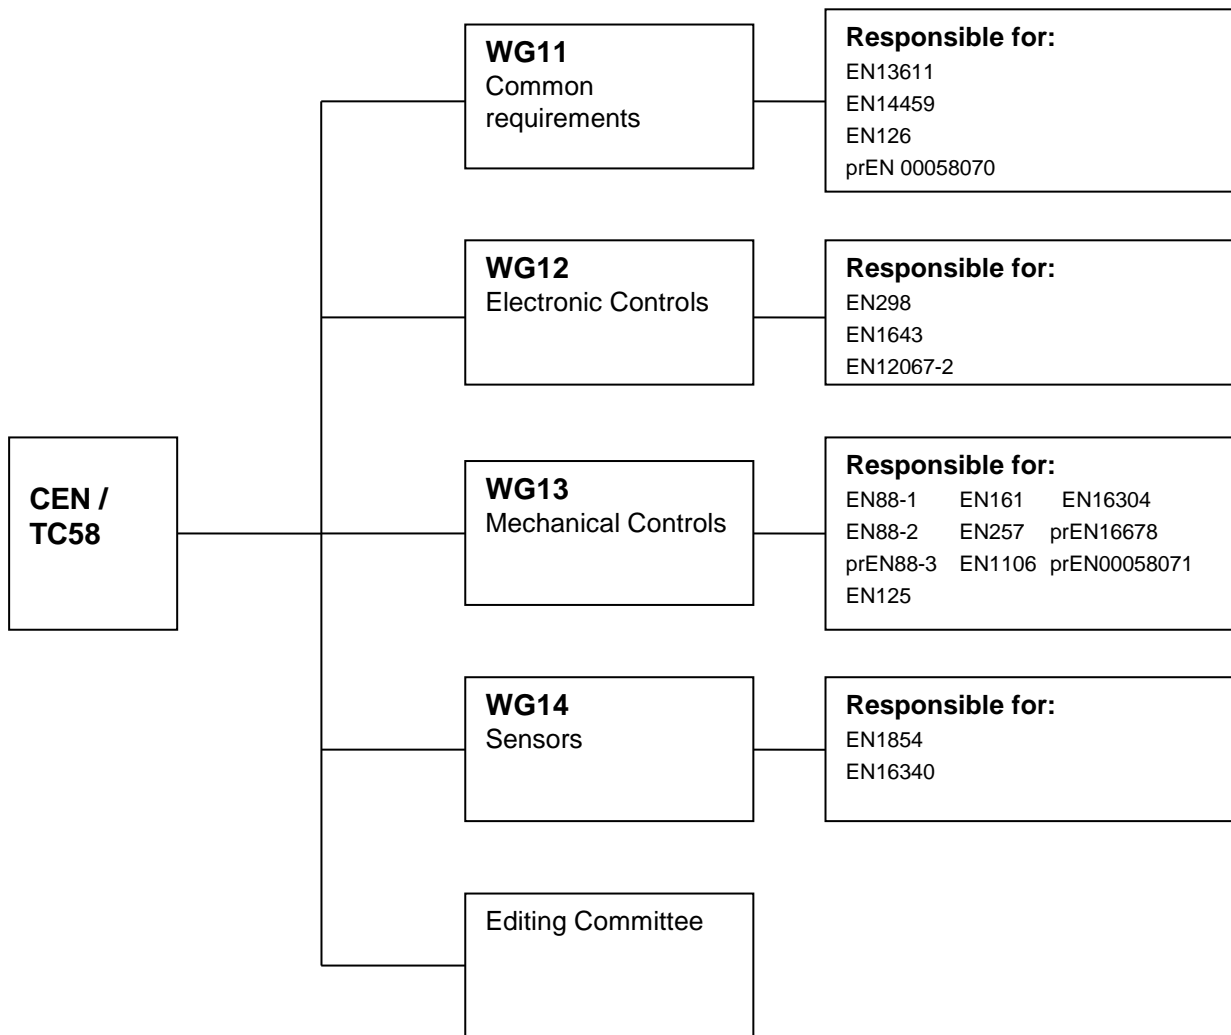 WG11
Common
requirements
Responsible for:
EN13611
EN14459
EN126
prEN 00058070
WG12
Electronic Controls
Responsible for:
EN298
EN1643
EN12067-2
CEN /
TC58
WG13
Mechanical Controls
Responsible for:
EN88-1 EN161 EN16304
EN88-2 EN257 prEN16678
prEN88-3 EN1106 prEN00058071
EN125
WG14
Sensors
Responsible for:
EN1854
EN16340
Editing Committee